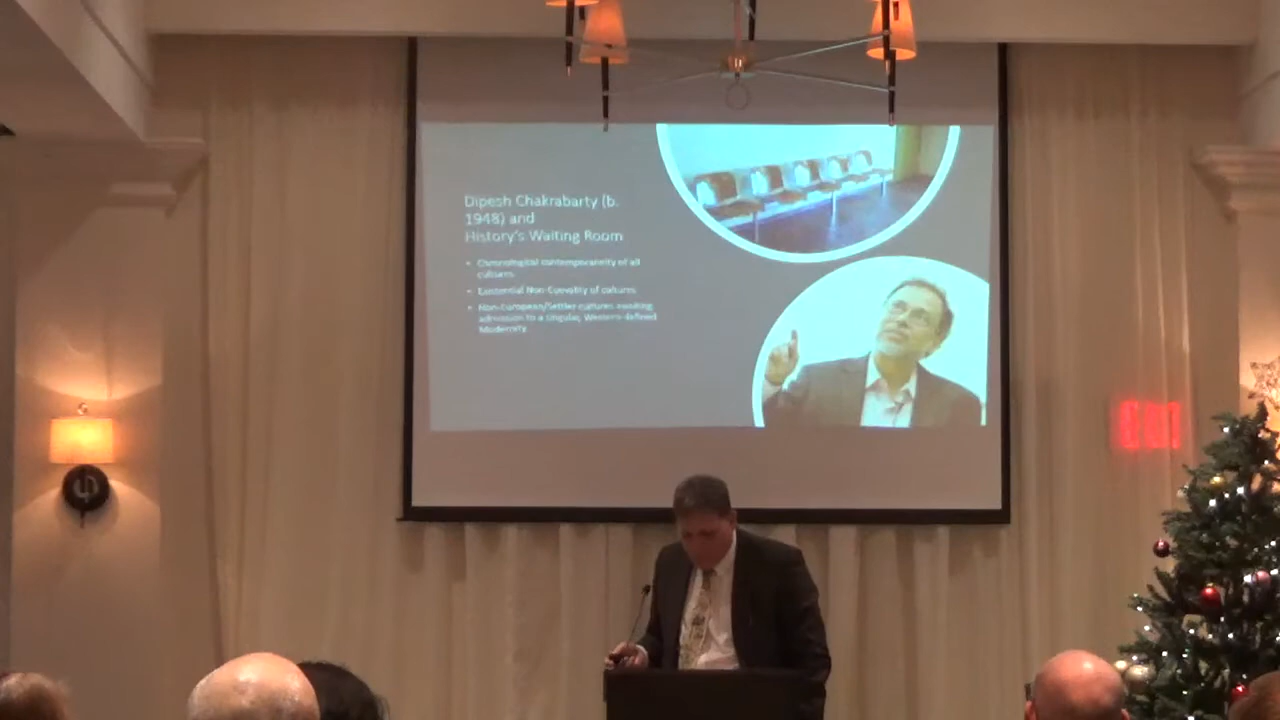 Dipesh Chakrabarty (b.
1948) and
History's Waiting Room
• Chronological contemporaneity of all
cultures
• Existential Non-Coevality of cultures
• Non-European/Settler cultures awaiting
admission to a singular, Western-defined
Modernity